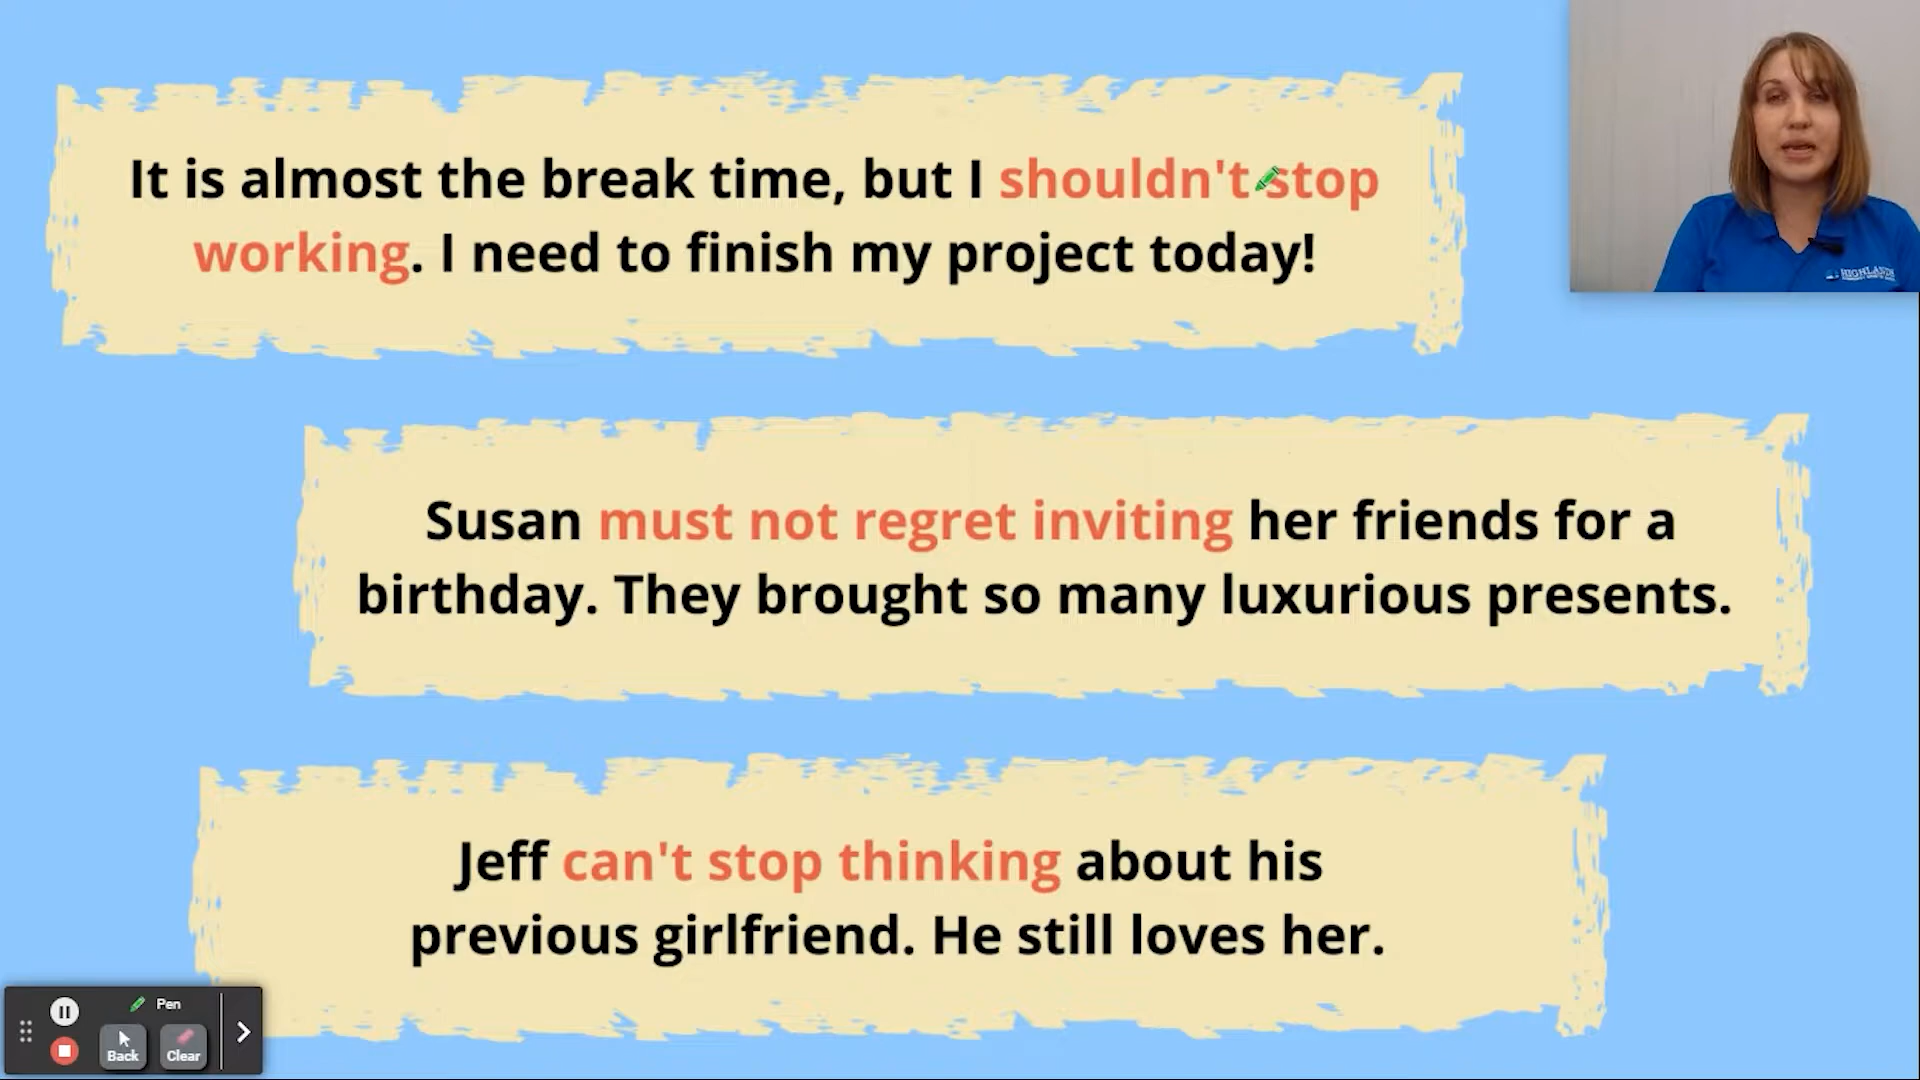 It is almost the break time, but I shouldn't stop
working. I need to finish my project today!
Susan must not regret inviting her friends for a
birthday. They brought so many luxurious presents.
Jeff can't stop thinking about his
previous girlfriend. He still loves her.
Pen
Back
Clear